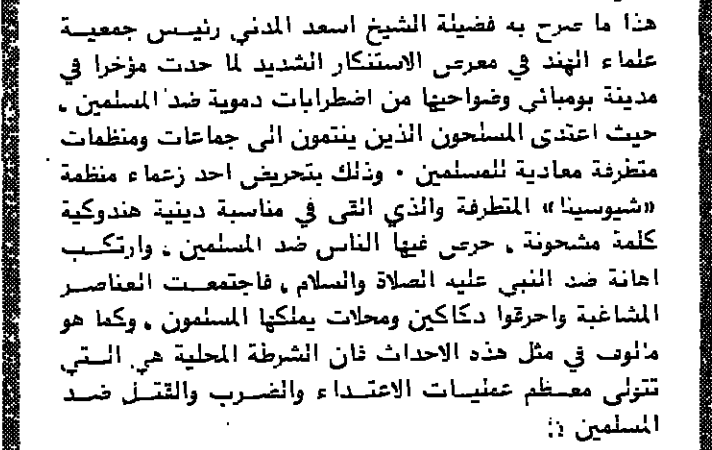 هذا ما صرح به فضيلة الشيخ اسعد المدني رئيس جمعية
علماء الهند في معرض الاستنكار الشديد لما حدث مؤخرا في
مدينة بومباني وضواحيها من اضطرابات دموية ضد المسلمين ،
حيث اعتدى المسلحون الذين ينتمون الى جماعات ومنظمات
متطرفة معادية للمسلمين . وذلك بتحريض احد زعماء منظمة
«شيوسينا» المتطرفة والذي القى في مناسبة دينية هندوكية
كلمة مشحونة ، حرض فيها الناس ضد المسلمين ، وارتكب
اهانة ضد النبي عليه الصلاة والسلام ، فاجتمعت العناصر
المشاغبة واحرقوا دكاكين ومحلات يملكها المسلمون ، وكما هو
مألوف في مثل هذه الاحداث فان الشرطة المحلية هي التي
تتولى معظم عمليات الاعتداء والضرب والقتل ضد
المسلمين